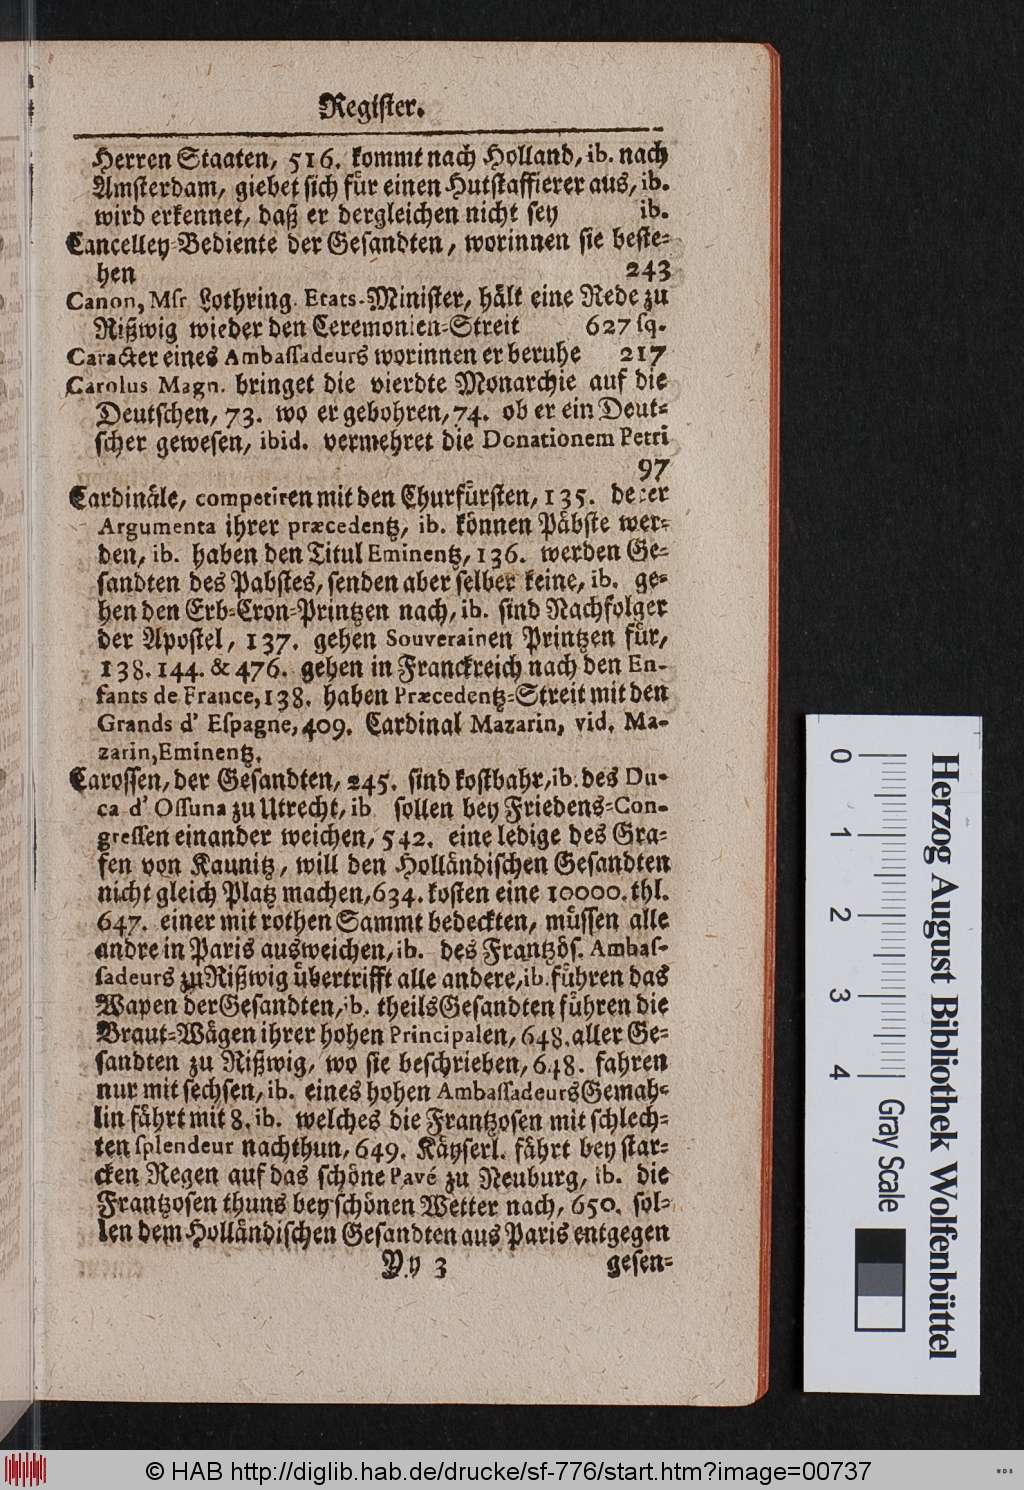 Register.
Herren Staaten, 516. kommt nach Holland, ib. nach
Amsterdam, giebet sich für einen Hutstaffierer aus, ib.
wird erkennet, daß er dergleichen nicht sey ib.
Cancelley-Bediente der Gesandten, worinnen sie beste-
hen 243
Canon, Msr Lothring. Etats-Minister, hält eine Rede zu
Rißwig wieder den Ceremonien-Streit 627 sq.
Caracter eines Ambassadeurs worinnen er beruhe 217
Carolus Magn. bringet die vierdte Monarchie auf die
Deutschen, 73. wo er gebohren, 74. ob er ein Deut-
scher gewesen, ibid. vermehret die Donationem Petri
97
Cardinäle, competiren mit den Churfürsten, 135. derer
Argumenta ihrer præcedentz, ib. können Päbste wer-
den, ib. haben den Titul Eminentz, 136. werden Ge-
sandten des Pabstes, senden aber selber keine, ib. ge-
hen den Erb-Cron-Printzen nach, ib. sind Nachfolger
der Apostel, 137. gehen Souverainen Printzen für,
138. 144. & 476. gehen in Franckreich nach den En-
fants de France, 138. haben Præcedentz-Streit mit den
Grands d' Espagne, 409. Cardinal Mazarin, vid. Ma-
zarin, Eminentz.
Carossen, der Gesandten, 245. sind kostbahr, ib. des Du-
ca d' Ossuna zu Utrecht, ib sollen bey Friedens-Con-
gressen einander weichen, 542. eine ledige des Gra-
fen von Kaunitz, will den Holländischen Gesandten
nicht gleich Platz machen, 634. kosten eine 10000. thl.
647. einer mit rothen Sammt bedeckten, müssen alle
andre in Paris ausweichen, ib. des Frantzös. Ambas-
sadeurs zu Rißwig übertrifft alle andere, ib. führen das
Wapen der Gesandten, ib. theils Gesandten führen die
Braut-Wägen ihrer hohen Principalen, 648. aller Ge-
sandten zu Rißwig, wo sie beschrieben, 648. fahren
nur mit sechsen, ib. eines hohen Ambassadeurs Gemah-
lin fährt mit 8. ib. welches die Frantzosen mit schlech-
ten splendeur nachthun, 649. Käyserl. fährt bey star-
cken Regen auf das schöne Pavé zu Neuburg, ib. die
Frantzosen thuns bey schönen Wetter nach, 650. sol-
len dem Holländischen Gesandten aus Paris entgegen
Yy 3 gesen-
Herzog August Bibliothek Wolfenbüttel
0 1 2 3 4 Gray Scale
© HAB http://diglib.hab.de/drucke/sf-776/start.htm?image=00737